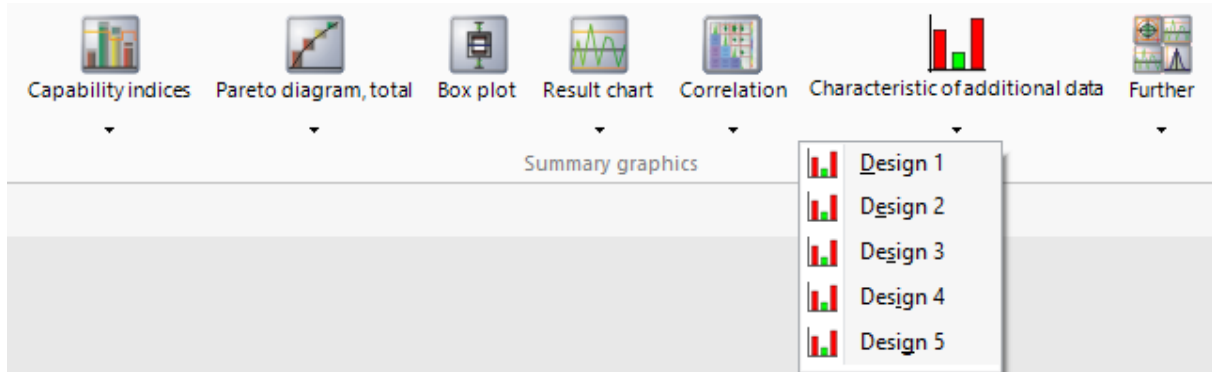 Capability indices Pareto diagram, total Box plot Result chart Correlation Characteristic of additional data Further
Summary graphics
Design 1
Design 2
Design 3
Design 4
Design 5